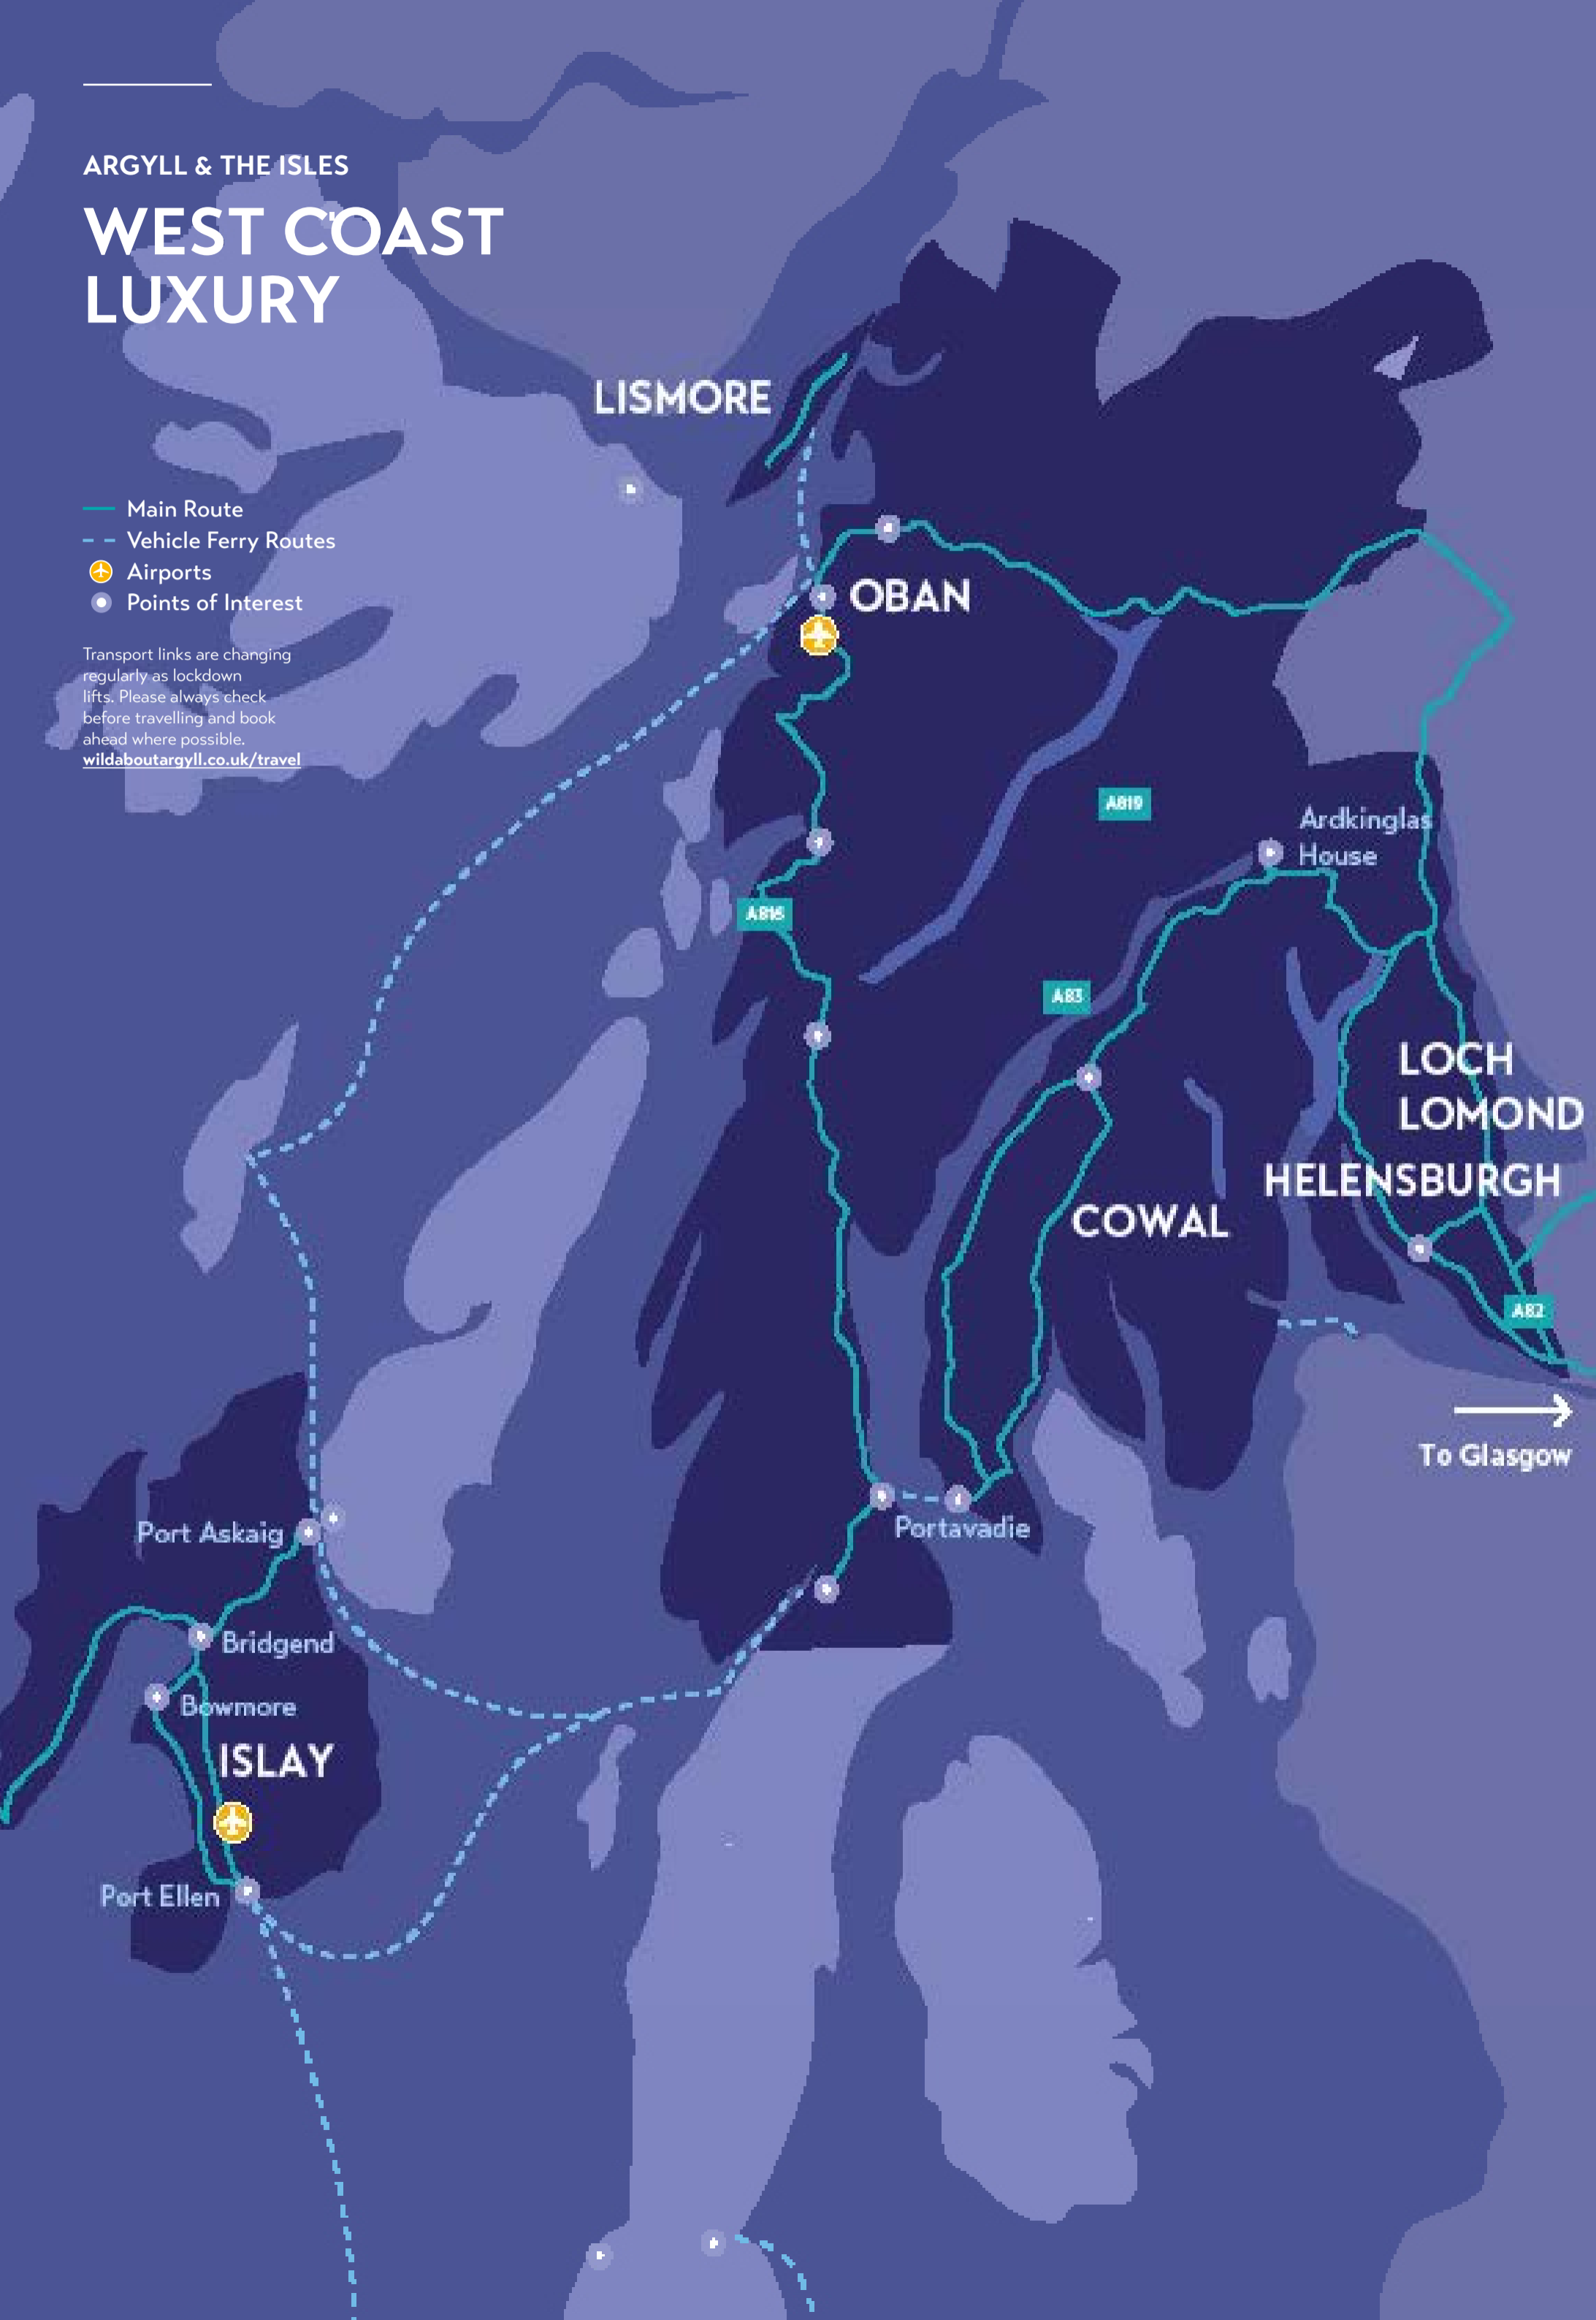 ARGYLL & THE ISLES
WEST COAST
LUXURY
LISMORE
Main Route
Vehicle Ferry Routes
Airports
Points of Interest
OBAN
Transport links are changing
regularly as lockdown
lifts. Please always check
before travelling and book
ahead where possible.
wildaboutargyll.co.uk/travel
A819
Ardkinglas
House
A816
A83
LOCH
LOMOND
HELENSBURGH
COWAL
A82
To Glasgow
Port Askaig
Portavadie
Bridgend
Bowmore
ISLAY
Port Ellen